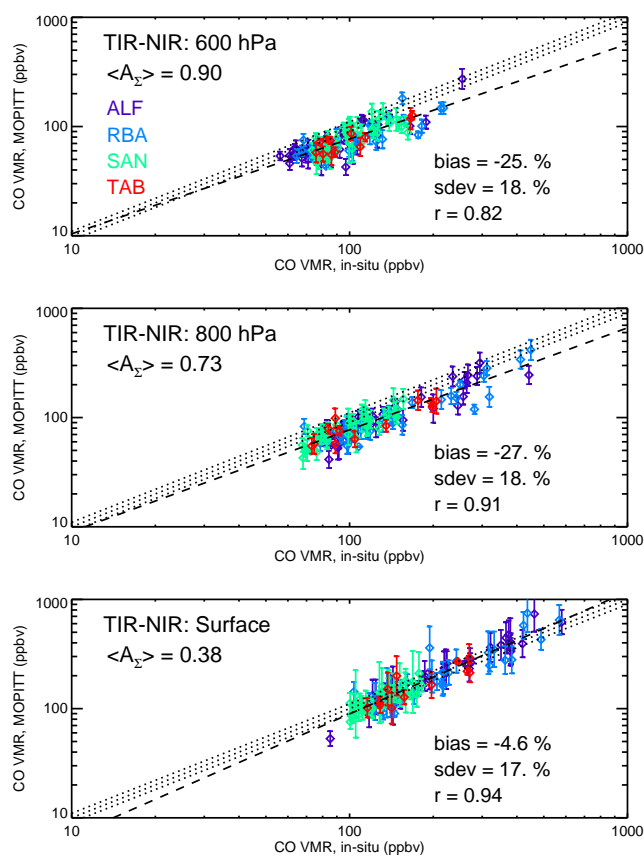 TIR-NIR: 600 hPa
<A_Σ> = 0.90
ALF
RBA
SAN
TAB
bias = -25. %
sdev = 18. %
r = 0.82
CO VMR, MOPITT (ppbv)
1000
100
10
10 100 1000
CO VMR, in-situ (ppbv)
TIR-NIR: 800 hPa
<A_Σ> = 0.73
bias = -27. %
sdev = 18. %
r = 0.91
CO VMR, MOPITT (ppbv)
1000
100
10
10 100 1000
CO VMR, in-situ (ppbv)
TIR-NIR: Surface
<A_Σ> = 0.38
bias = -4.6 %
sdev = 17. %
r = 0.94
CO VMR, MOPITT (ppbv)
1000
100
10
10 100 1000
CO VMR, in-situ (ppbv)